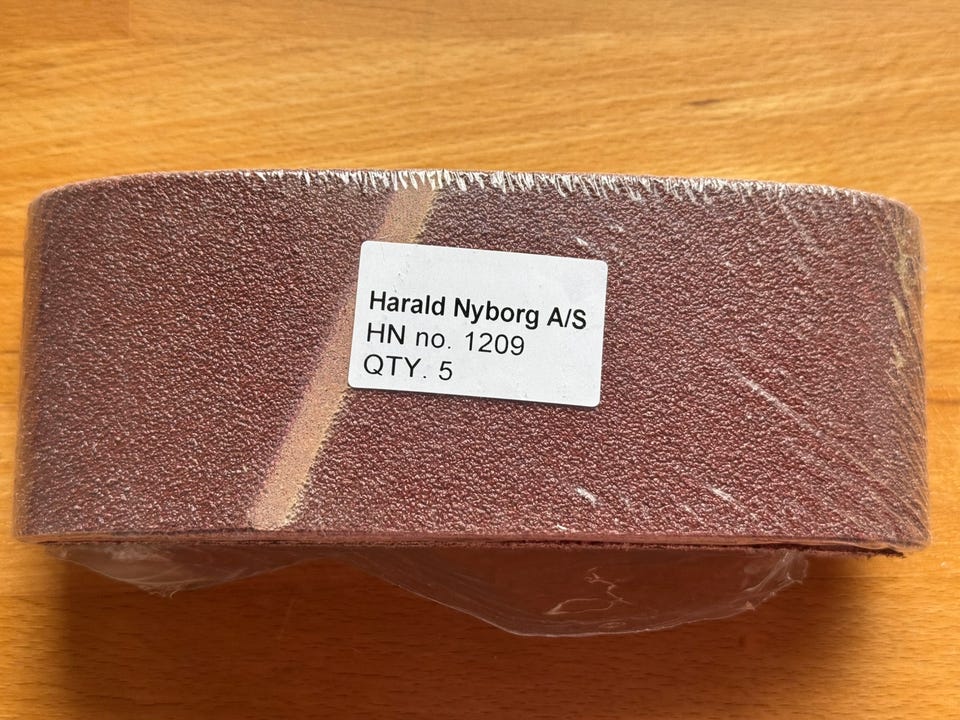 Harald Nyborg A/S
HN no. 1209
QTY. 5